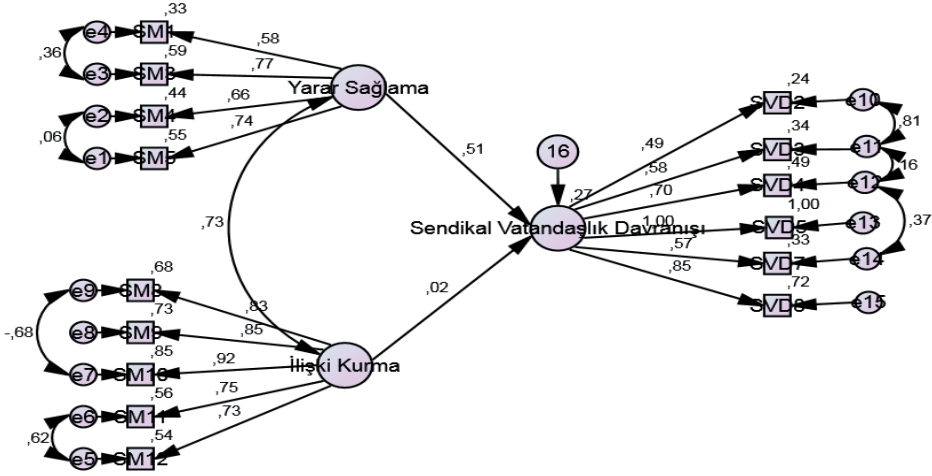 ,33
e4 SM1
,58
,36
,59
e3 SM3
,77
Yarar Sağlama
,44
e2 SM4
,66
,06
,55
e1 SM5
,74
,73
,51
16
,27
Sendikal Vatandaşlık Davranışı
,02
,24
SVD2 e10
,49
,81
,34
SVD3 e11
,58
,16
,49
SVD4 e12
,70
,37
1,00
SVD5 e13
1,00
,33
SVD7 e14
,57
,72
SVD8 e15
,85
,68
e9 SM8
,83
-,68
,73
e8 SM9
,85
İlişki Kurma
,85
e7 SM10
,92
,56
e6 SM11
,75
,62
,54
e5 SM12
,73